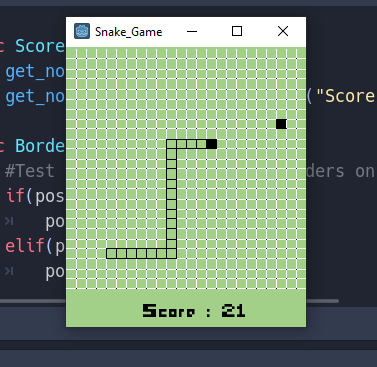 Snake_Game
c Score
get_no
get_no
("Score
c Borde
#Test
ders on
if(pos
po
elif(p
po
Score : 21